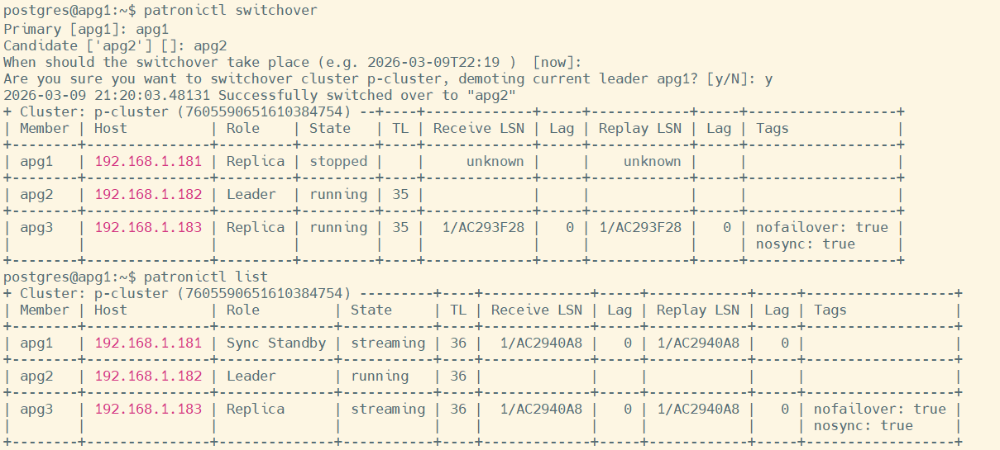 postgres@apg1:~$ patronictl switchover
Primary [apg1]: apg1
Candidate ['apg2'] []: apg2
When should the switchover take place (e.g. 2026-03-09T22:19 )  [now]:
Are you sure you want to switchover cluster p-cluster, demoting current leader apg1? [y/N]: y
2026-03-09 21:20:03.48131 Successfully switched over to "apg2"
+ Cluster: p-cluster (7605590651610384754) --+----+-------------+-----+------------+-----+------------------+
| Member | Host          | Role    | State   | TL | Receive LSN | Lag | Replay LSN | Lag | Tags             |
+--------+---------------+---------+---------+----+-------------+-----+------------+-----+------------------+
| apg1   | 192.168.1.181 | Replica | stopped |    |     unknown |     |    unknown |     |                  |
+--------+---------------+---------+---------+----+-------------+-----+------------+-----+------------------+
| apg2   | 192.168.1.182 | Leader  | running | 35 |             |     |            |     |                  |
+--------+---------------+---------+---------+----+-------------+-----+------------+-----+------------------+
| apg3   | 192.168.1.183 | Replica | running | 35 |  1/AC293F28 |   0 | 1/AC293F28 |   0 | nofailover: true |
|        |               |         |         |    |             |     |            |     | nosync: true     |
+--------+---------------+---------+---------+----+-------------+-----+------------+-----+------------------+
postgres@apg1:~$ patronictl list
+ Cluster: p-cluster (7605590651610384754) ---------+----+-------------+-----+------------+-----+------------------+
| Member | Host          | Role         | State     | TL | Receive LSN | Lag | Replay LSN | Lag | Tags             |
+--------+---------------+--------------+-----------+----+-------------+-----+------------+-----+------------------+
| apg1   | 192.168.1.181 | Sync Standby | streaming | 36 |  1/AC2940A8 |   0 | 1/AC2940A8 |   0 |                  |
+--------+---------------+--------------+-----------+----+-------------+-----+------------+-----+------------------+
| apg2   | 192.168.1.182 | Leader       | running   | 36 |             |     |            |     |                  |
+--------+---------------+--------------+-----------+----+-------------+-----+------------+-----+------------------+
| apg3   | 192.168.1.183 | Replica      | streaming | 36 |  1/AC2940A8 |   0 | 1/AC2940A8 |   0 | nofailover: true |
|        |               |              |           |    |             |     |            |     | nosync: true     |
+--------+---------------+--------------+-----------+----+-------------+-----+------------+-----+------------------+